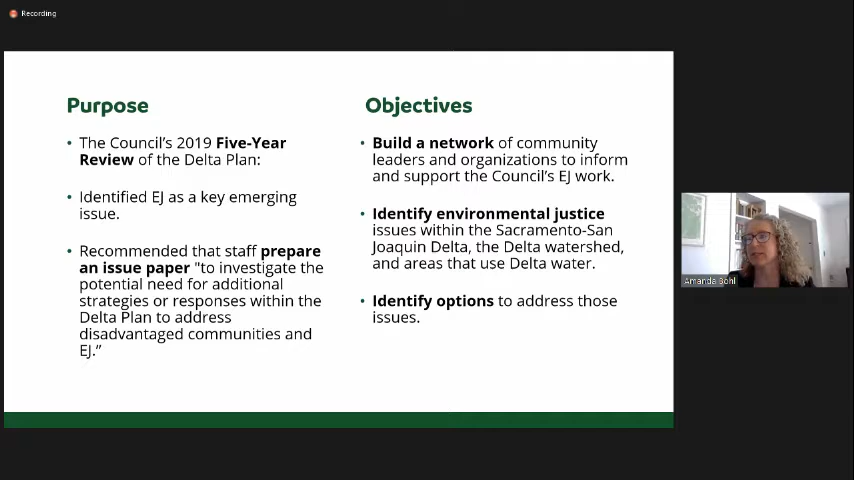 Recording
Purpose
• The Council's 2019 Five-Year
Review of the Delta Plan:
• Identified EJ as a key emerging
issue.
• Recommended that staff prepare
an issue paper "to investigate the
potential need for additional
strategies or responses within the
Delta Plan to address
disadvantaged communities and
EJ."
Objectives
• Build a network of community
leaders and organizations to inform
and support the Council's EJ work.
• Identify environmental justice
issues within the Sacramento-San
Joaquin Delta, the Delta watershed,
and areas that use Delta water.
• Identify options to address those
issues.
Amanda Bohl